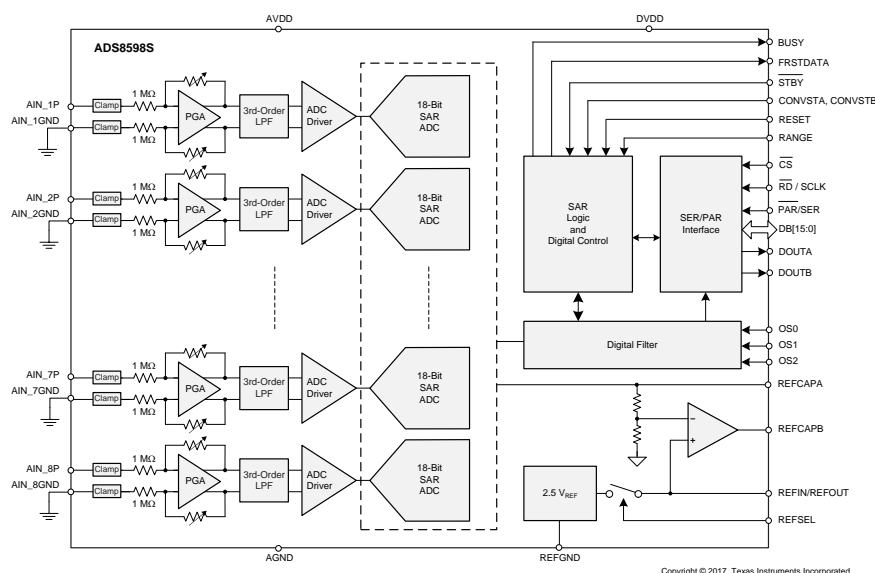 AVDD
DVDD
ADS8598S
BUSY
FRSTDATA
STBY
CONVSTA, CONVSTB
RESET
RANGE
CS
RD / SCLK
PAR/SER
DB[15:0]
DOUTA
DOUTB
OS0
OS1
OS2
REFCAPA
REFCAPB
REFIN/REFOUT
REFSEL
AIN_1P
AIN_1GND
Clamp
Clamp
1 MΩ
1 MΩ
PGA
3rd-Order
LPF
ADC
Driver
18-Bit
SAR
ADC
AIN_2P
AIN_2GND
Clamp
Clamp
1 MΩ
1 MΩ
PGA
3rd-Order
LPF
ADC
Driver
18-Bit
SAR
ADC
AIN_7P
AIN_7GND
Clamp
Clamp
1 MΩ
1 MΩ
PGA
3rd-Order
LPF
ADC
Driver
18-Bit
SAR
ADC
AIN_8P
AIN_8GND
Clamp
Clamp
1 MΩ
1 MΩ
PGA
3rd-Order
LPF
ADC
Driver
18-Bit
SAR
ADC
SAR
Logic
and
Digital Control
SER/PAR
Interface
Digital Filter
−
+
2.5 VREF
AGND
REFGND
Copyright © 2017, Texas Instruments Incorporated